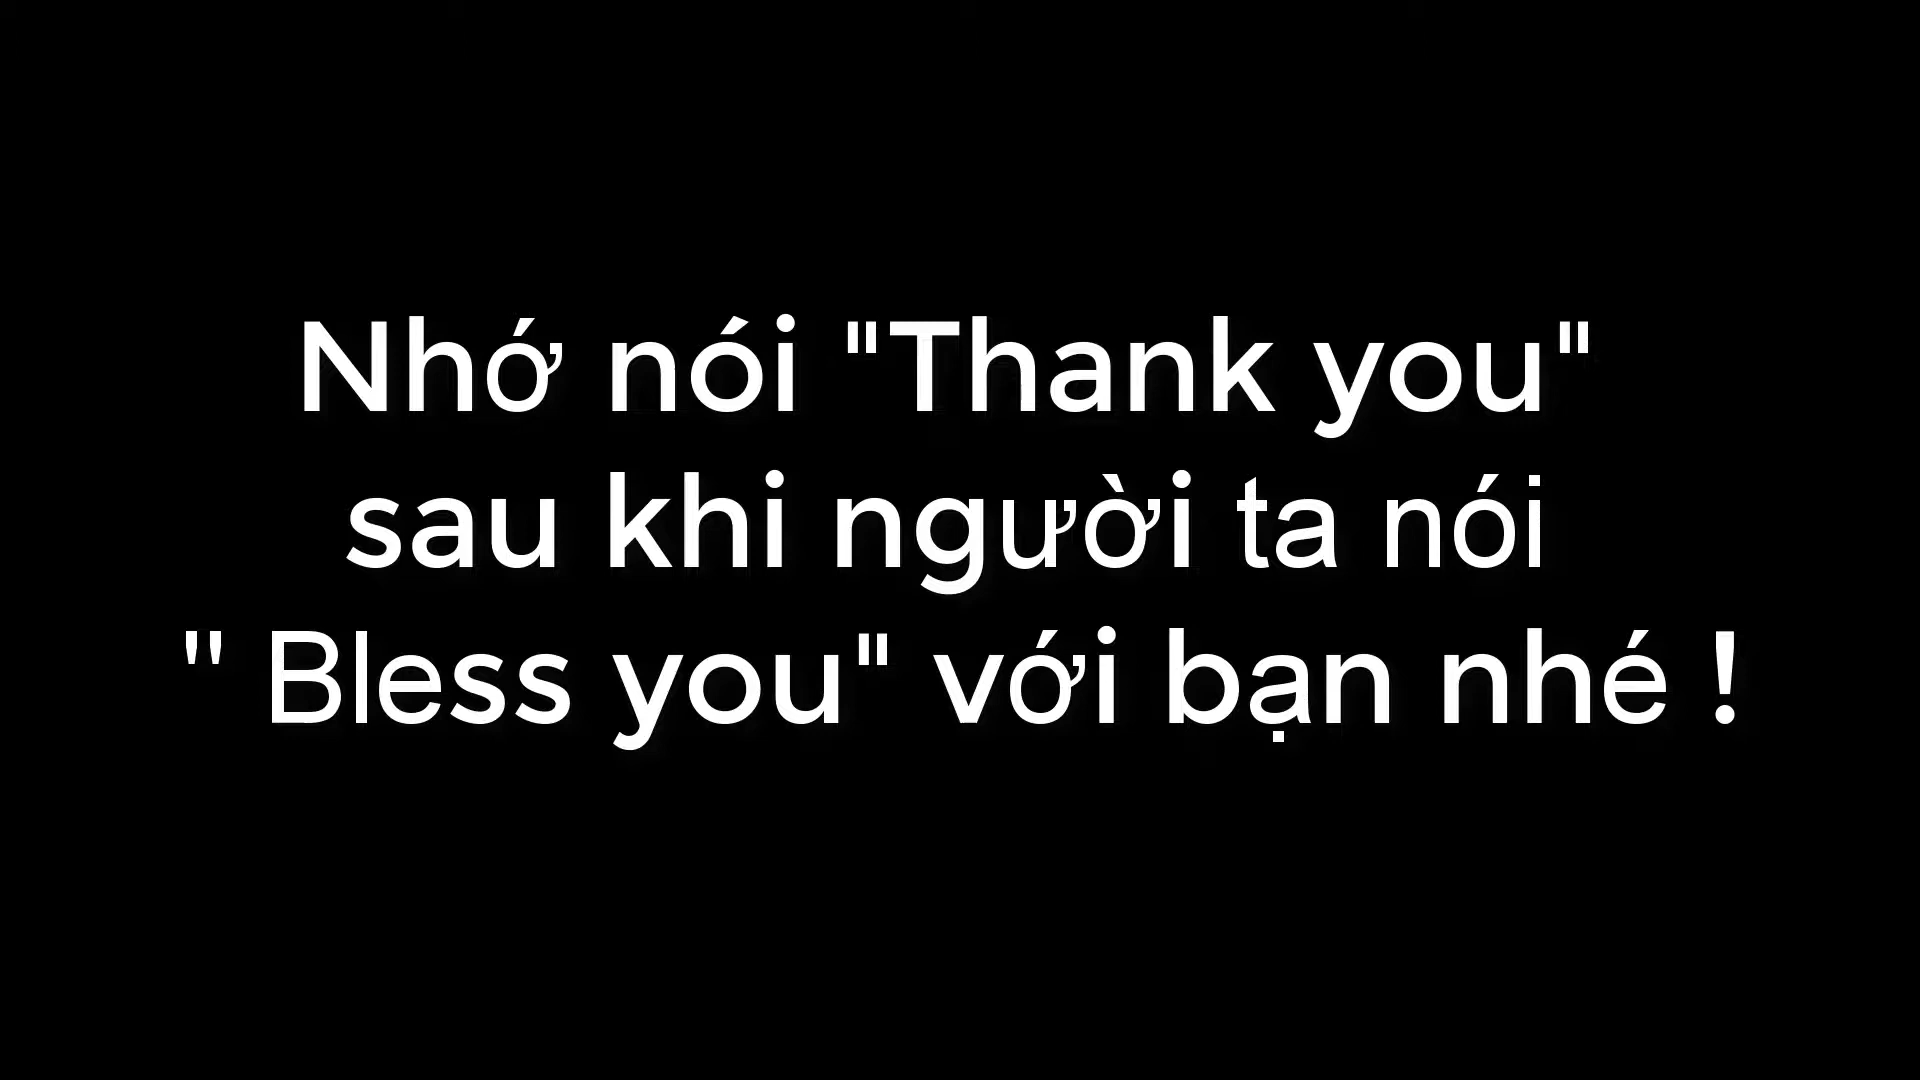 Nhớ nói "Thank you"
sau khi người ta nói
" Bless you" với bạn nhé !